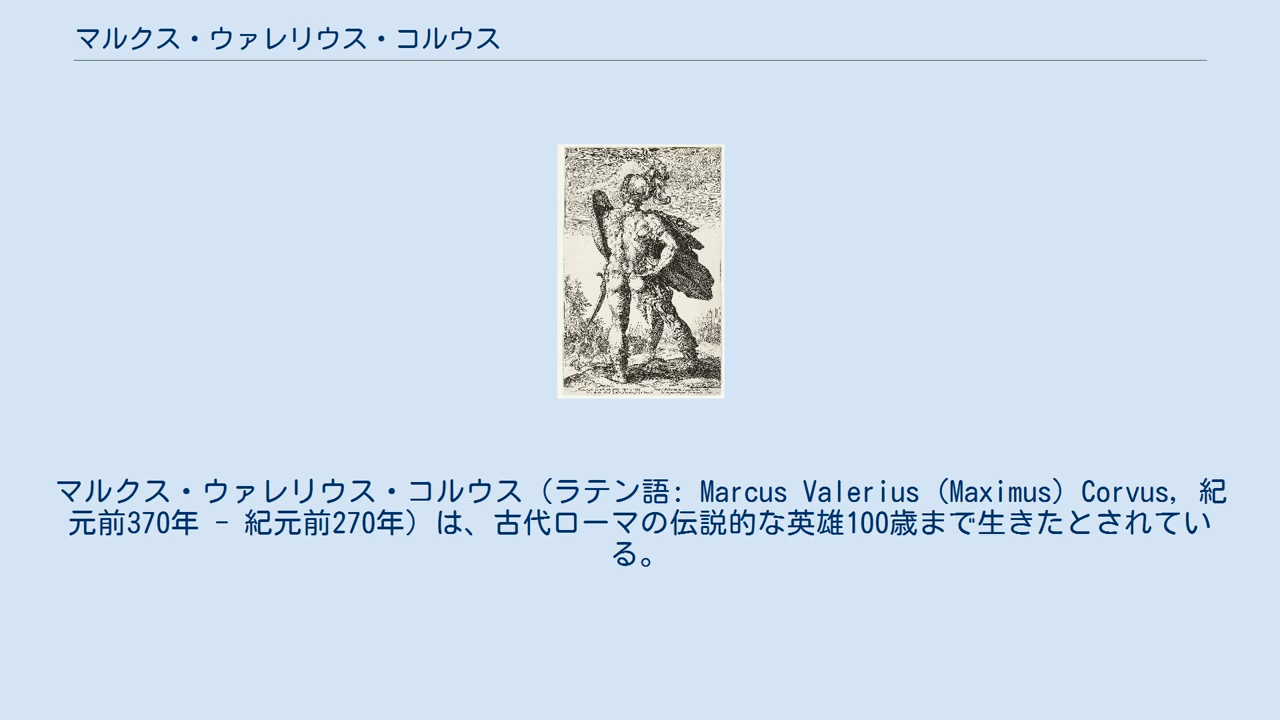 マルクス・ウァレリウス・コルウス
マルクス・ウァレリウス・コルウス（ラテン語: Marcus Valerius (Maximus) Corvus, 紀
元前370年 - 紀元前270年）は、古代ローマの伝説的な英雄100歳まで生きたとされてい
る。